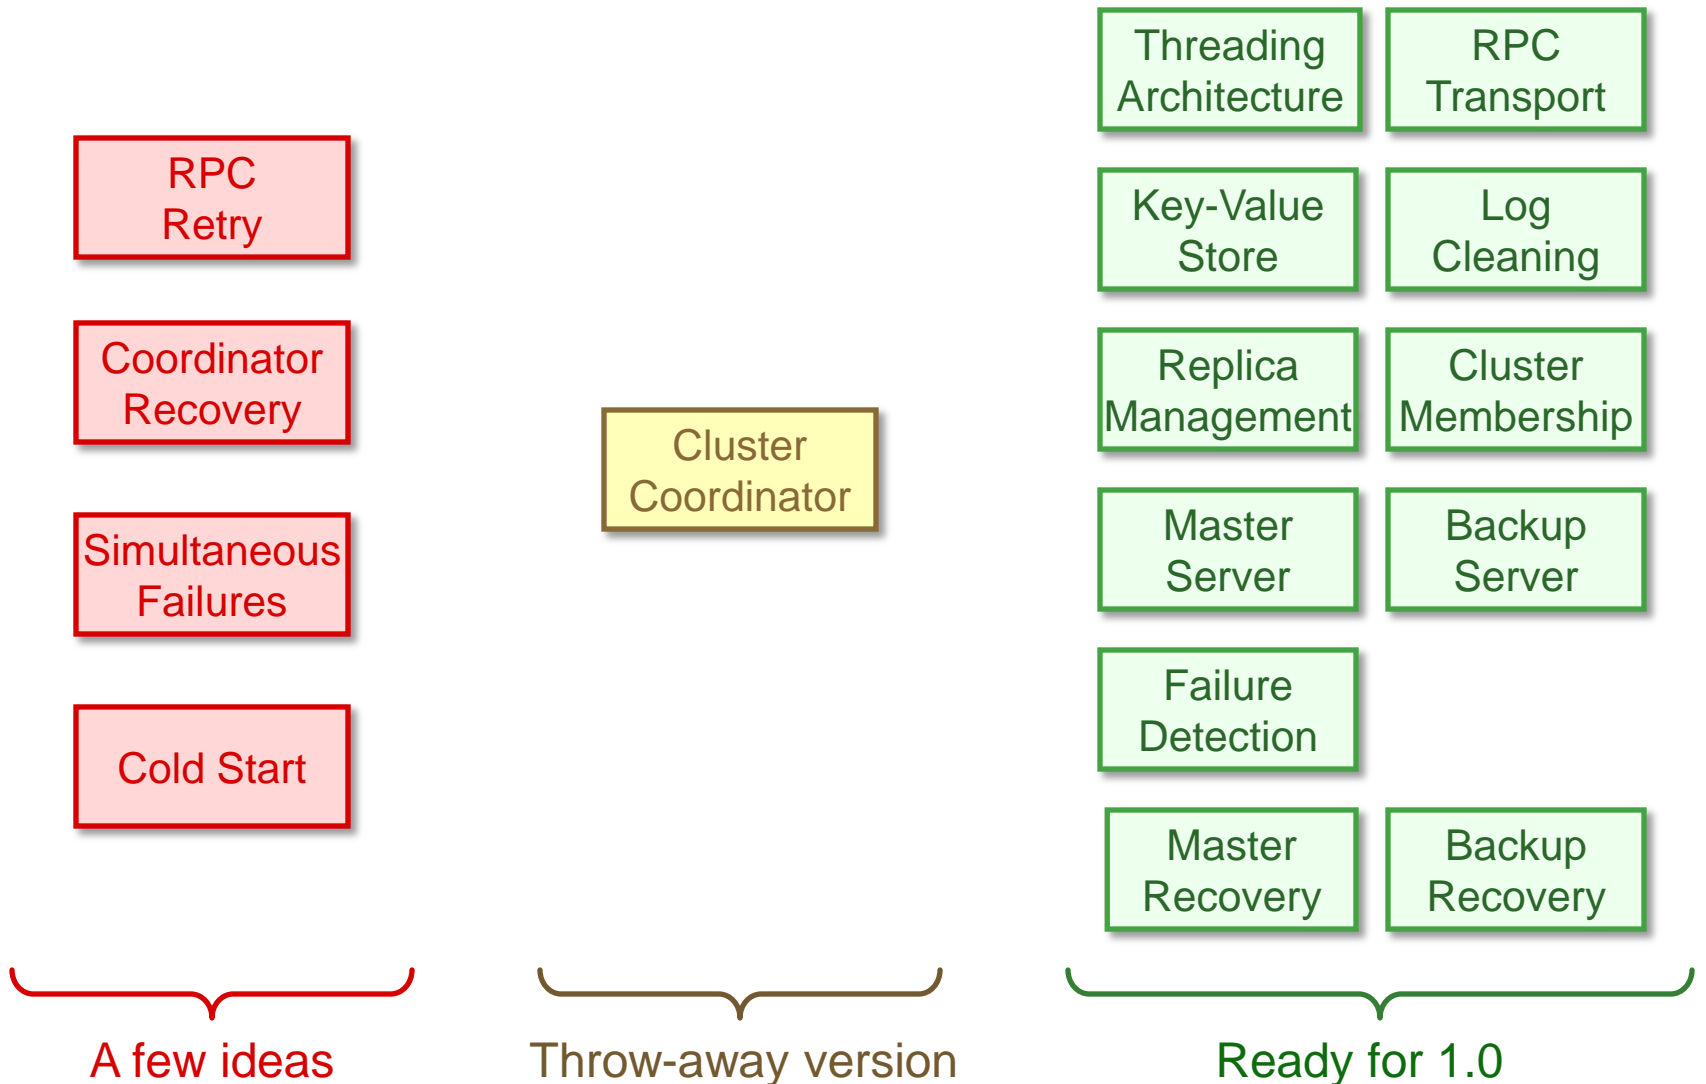 RPC
Retry
Coordinator
Recovery
Simultaneous
Failures
Cold Start
A few ideas
Cluster
Coordinator
Throw-away version
Threading
Architecture
RPC
Transport
Key-Value
Store
Log
Cleaning
Replica
Management
Cluster
Membership
Master
Server
Backup
Server
Failure
Detection
Master
Recovery
Backup
Recovery
Ready for 1.0